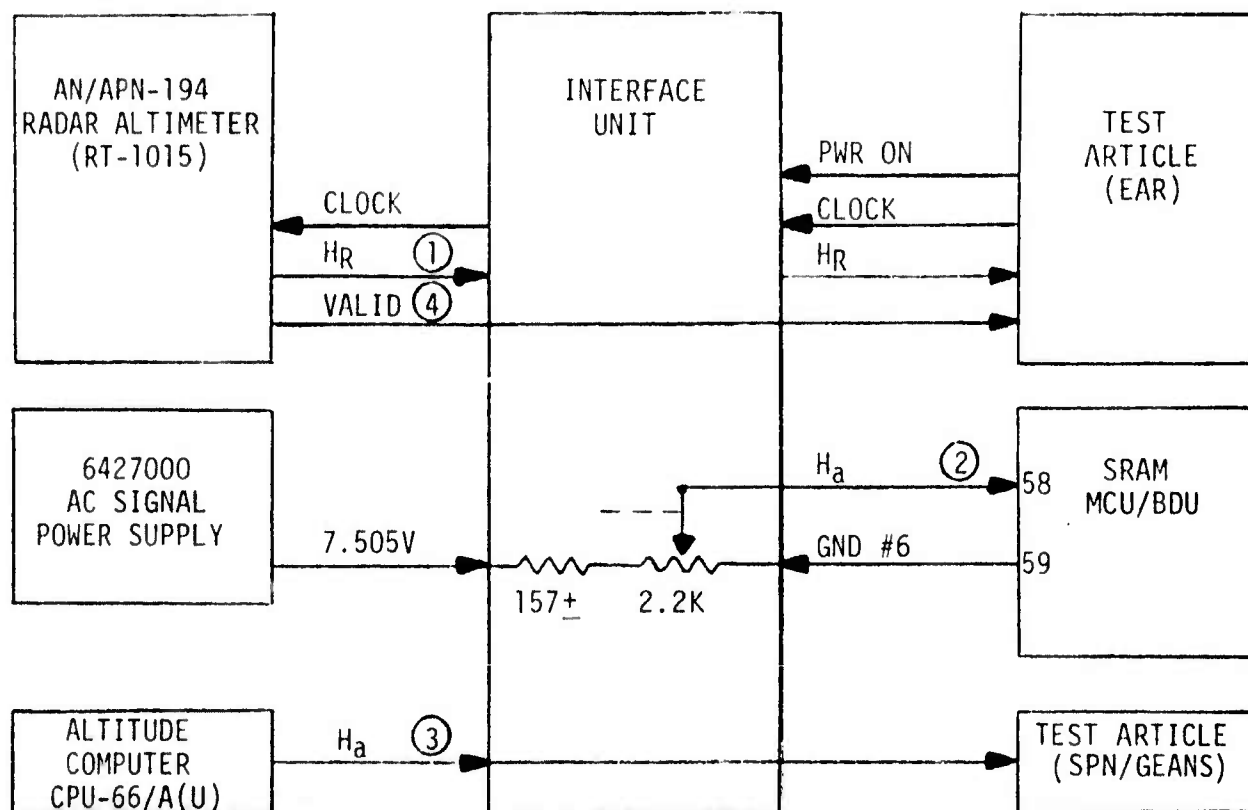 AN/APN-194
RADAR ALTIMETER
(RT-1015)
INTERFACE
UNIT
TEST
ARTICLE
(EAR)
PWR ON
CLOCK
CLOCK
HR ①
HR
VALID ④
6427000
AC SIGNAL
POWER SUPPLY
7.505V
157±
2.2K
Ha ②
58
SRAM
MCU/BDU
GND #6
59
ALTITUDE
COMPUTER
CPU-66/A(U)
Ha ③
TEST ARTICLE
(SPN/GEANS)